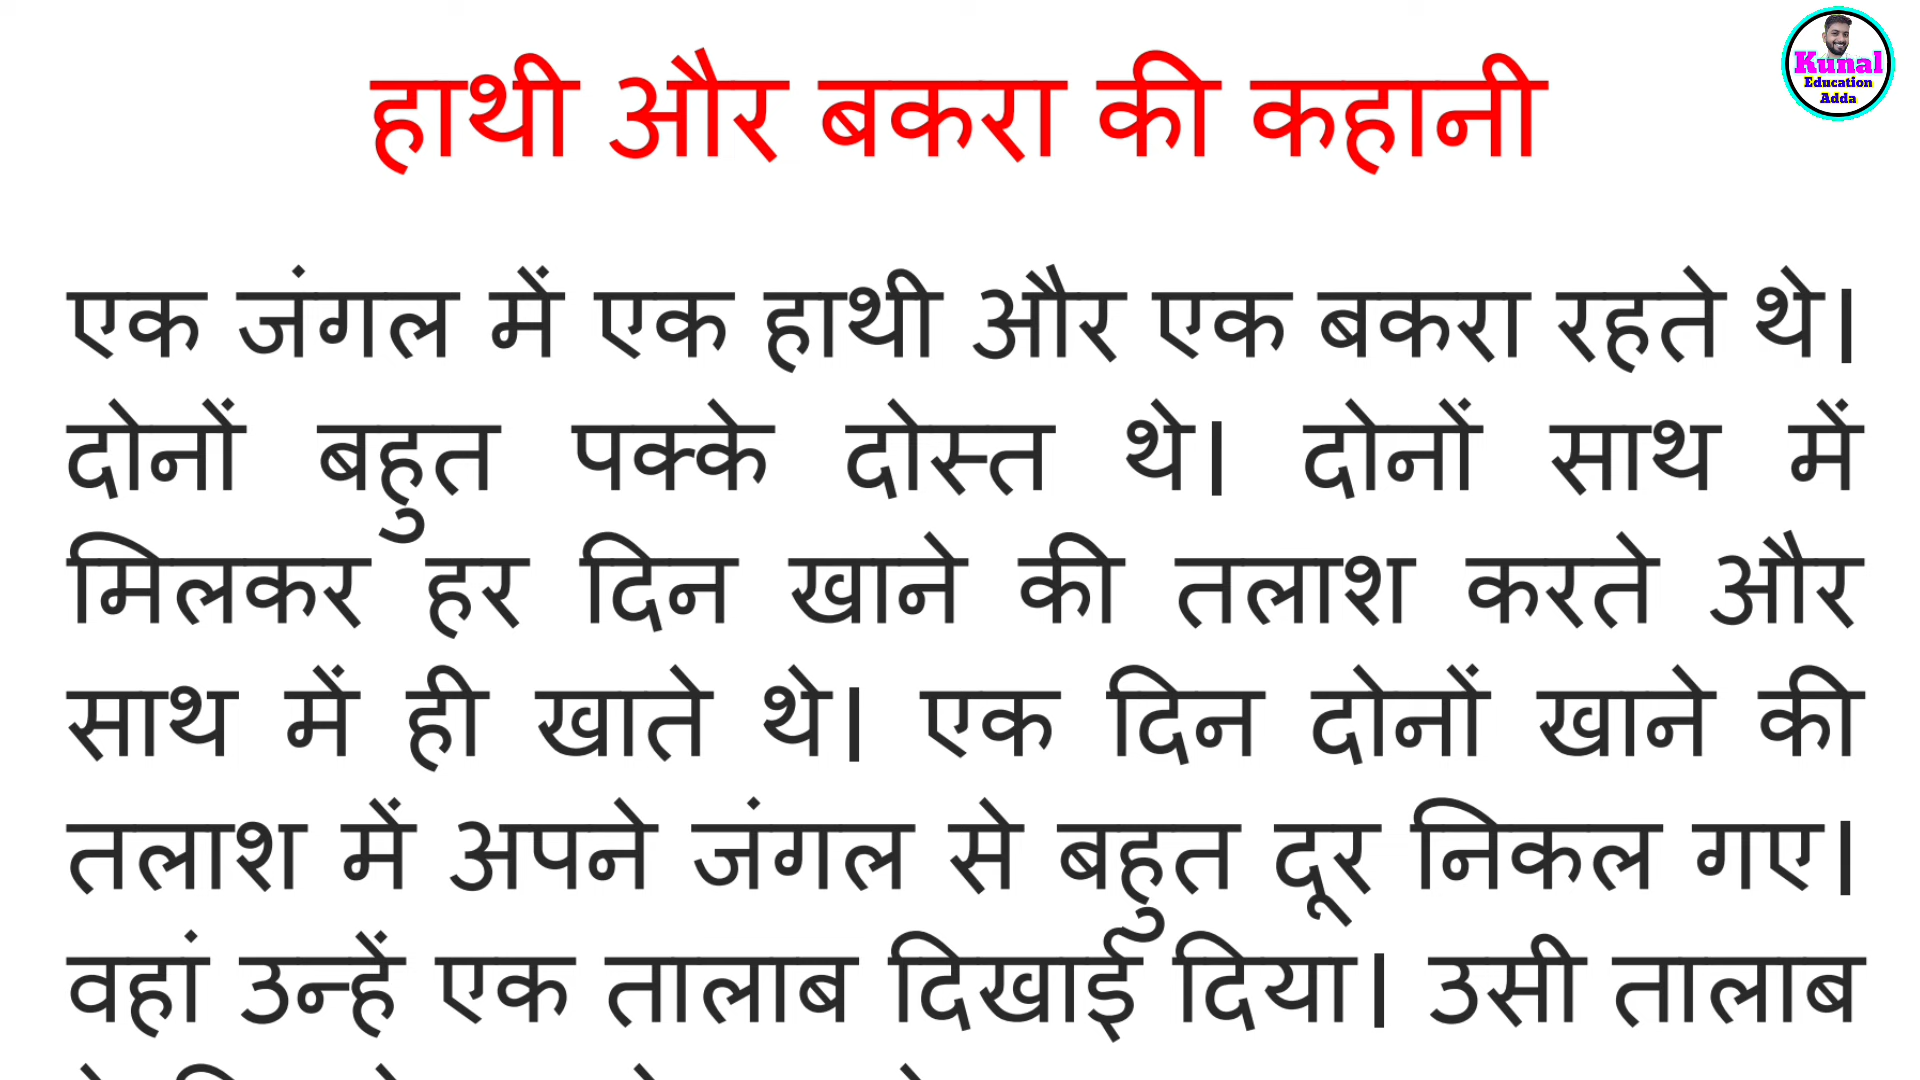 हाथी और बकरा की कहानी
Kunal
Education
Adda
एक जंगल में एक हाथी और एक बकरा रहते थे।
दोनों बहुत पक्के दोस्त थे। दोनों साथ में
मिलकर हर दिन खाने की तलाश करते और
साथ में ही खाते थे। एक दिन दोनों खाने की
तलाश में अपने जंगल से बहुत दूर निकल गए।
वहां उन्हें एक तालाब दिखाई दिया। उसी तालाब